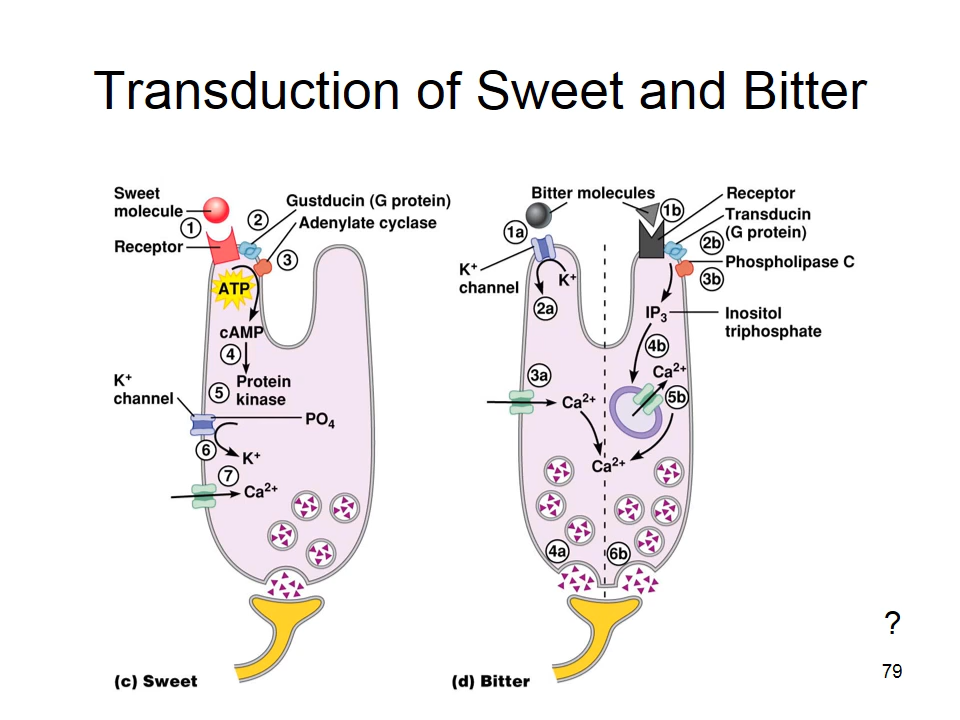 Transduction of Sweet and Bitter
Sweet
molecule
1
2
Gustducin (G protein)
Adenylate cyclase
Receptor
3
ATP
cAMP
4
Protein
kinase
5
K+
channel
PO4
6
K+
7
Ca2+
(c) Sweet
Bitter molecules
1a
1b
Receptor
Transducin
(G protein)
2b
Phospholipase C
3b
K+
channel
K+
2a
IP3
Inositol
triphosphate
4b
3a
Ca2+
Ca2+
5b
Ca2+
4a
6b
(d) Bitter
?
79